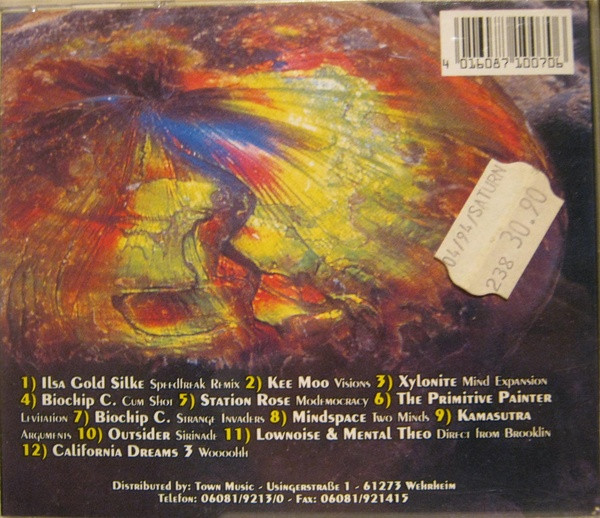 4 016087 100706
04/94/SATURN
238 30.90
1) Ilsa Gold Silke Speedfreak Remix 2) Kee Moo Visions 3) Xylonite Mind Expansion
4) Biochip C. Cum Shot 5) Station Rose Modemocracy 6) The Primitive Painter
Levitation 7) Biochip C. Strange Invaders 8) Mindspace Two Minds 9) Kamasutra
Arguments 10) Outsider Sirinade 11) Lownoise & Mental Theo Direct from Brooklin
12) California Dreams 3 Woooohh
Distributed by: Town Music - Usingerstraße 1 - 61273 Wehrheim
Telefon: 06081/9213/0 - Fax: 06081/921415